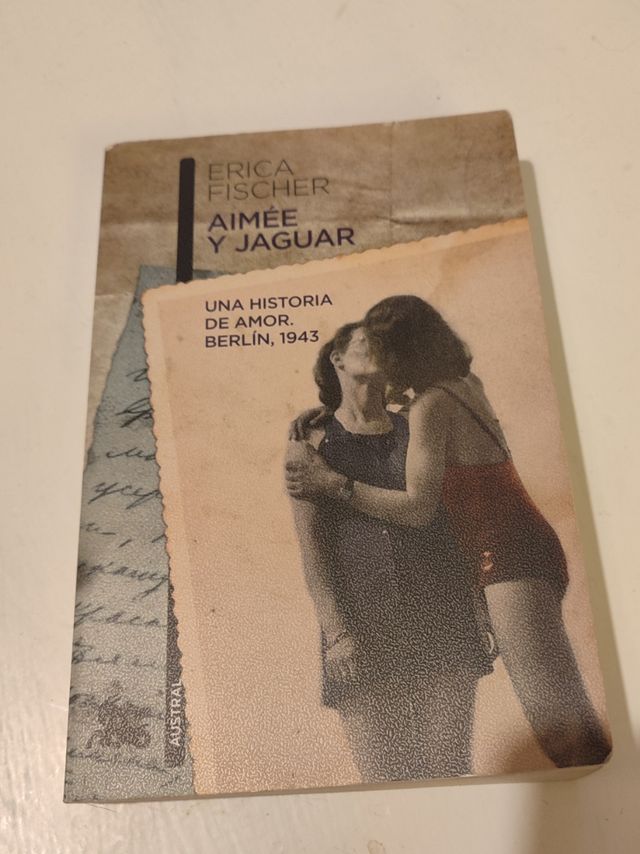 ERICA
FISCHER
AIMÉE
Y JAGUAR
UNA HISTORIA
DE AMOR.
BERLÍN, 1943
AUSTRAL